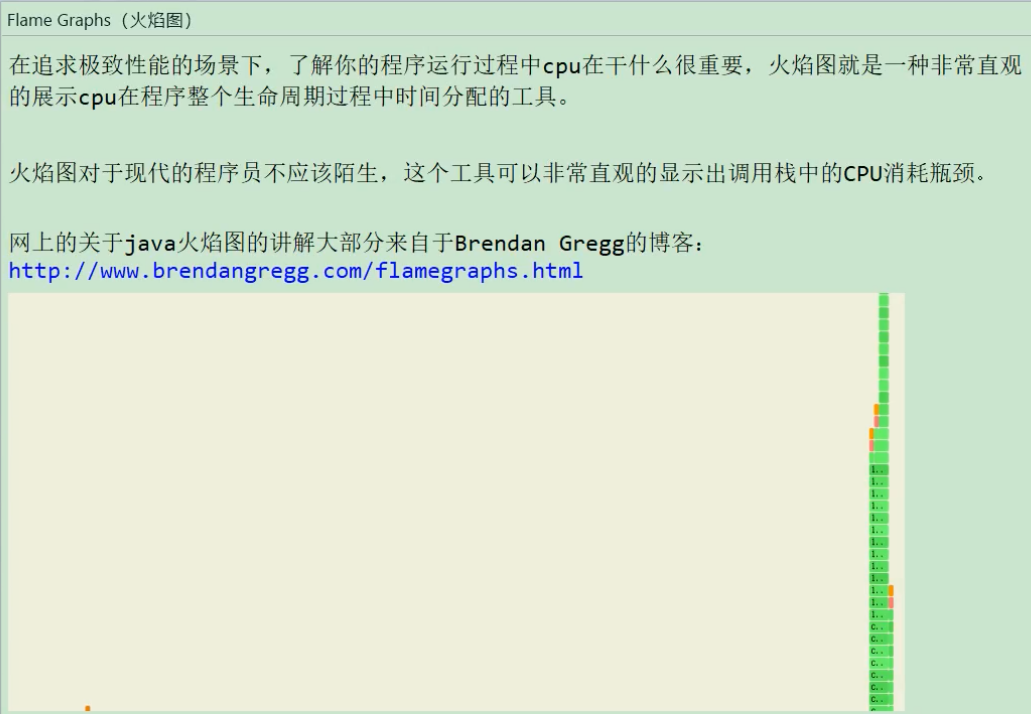 Flame Graphs（火焰图）
在追求极致性能的场景下，了解你的程序运行过程中cpu在干什么很重要，火焰图就是一种非常直观
的展示cpu在程序整个生命周期过程中时间分配的工具。
火焰图对于现代的程序员不应该陌生，这个工具可以非常直观的显示出调用栈中的CPU消耗瓶颈。
网上的关于java火焰图的讲解大部分来自于Brendan Gregg的博客：
http://www.brendangregg.com/flamegraphs.html
l..
l..
l..
l..
l..
l..
l..
l..
l..
l..
l..
l..
l..
c..
c..
c..
c..
c..
c..
c..